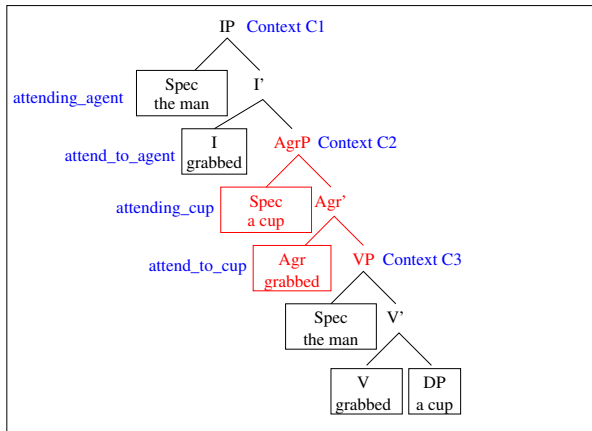 IP Context C1
Spec
the man
I'
attending_agent
I
grabbed
AgrP Context C2
attend_to_agent
Spec
a cup
Agr'
attending_cup
Agr
grabbed
VP Context C3
attend_to_cup
Spec
the man
V'
V
grabbed
DP
a cup